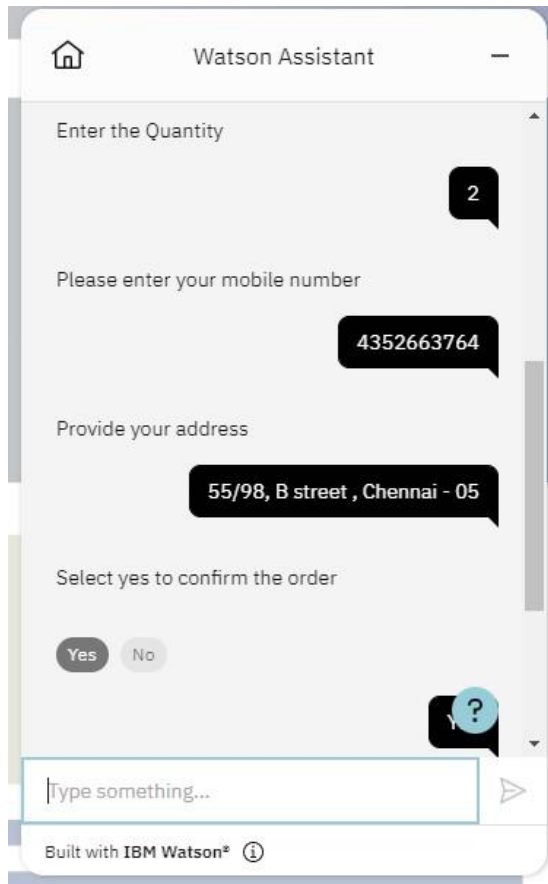 Watson Assistant
Enter the Quantity
2
Please enter your mobile number
4352663764
Provide your address
55/98, B street , Chennai - 05
Select yes to confirm the order
Yes No
?
Type something...
Built with IBM Watson®